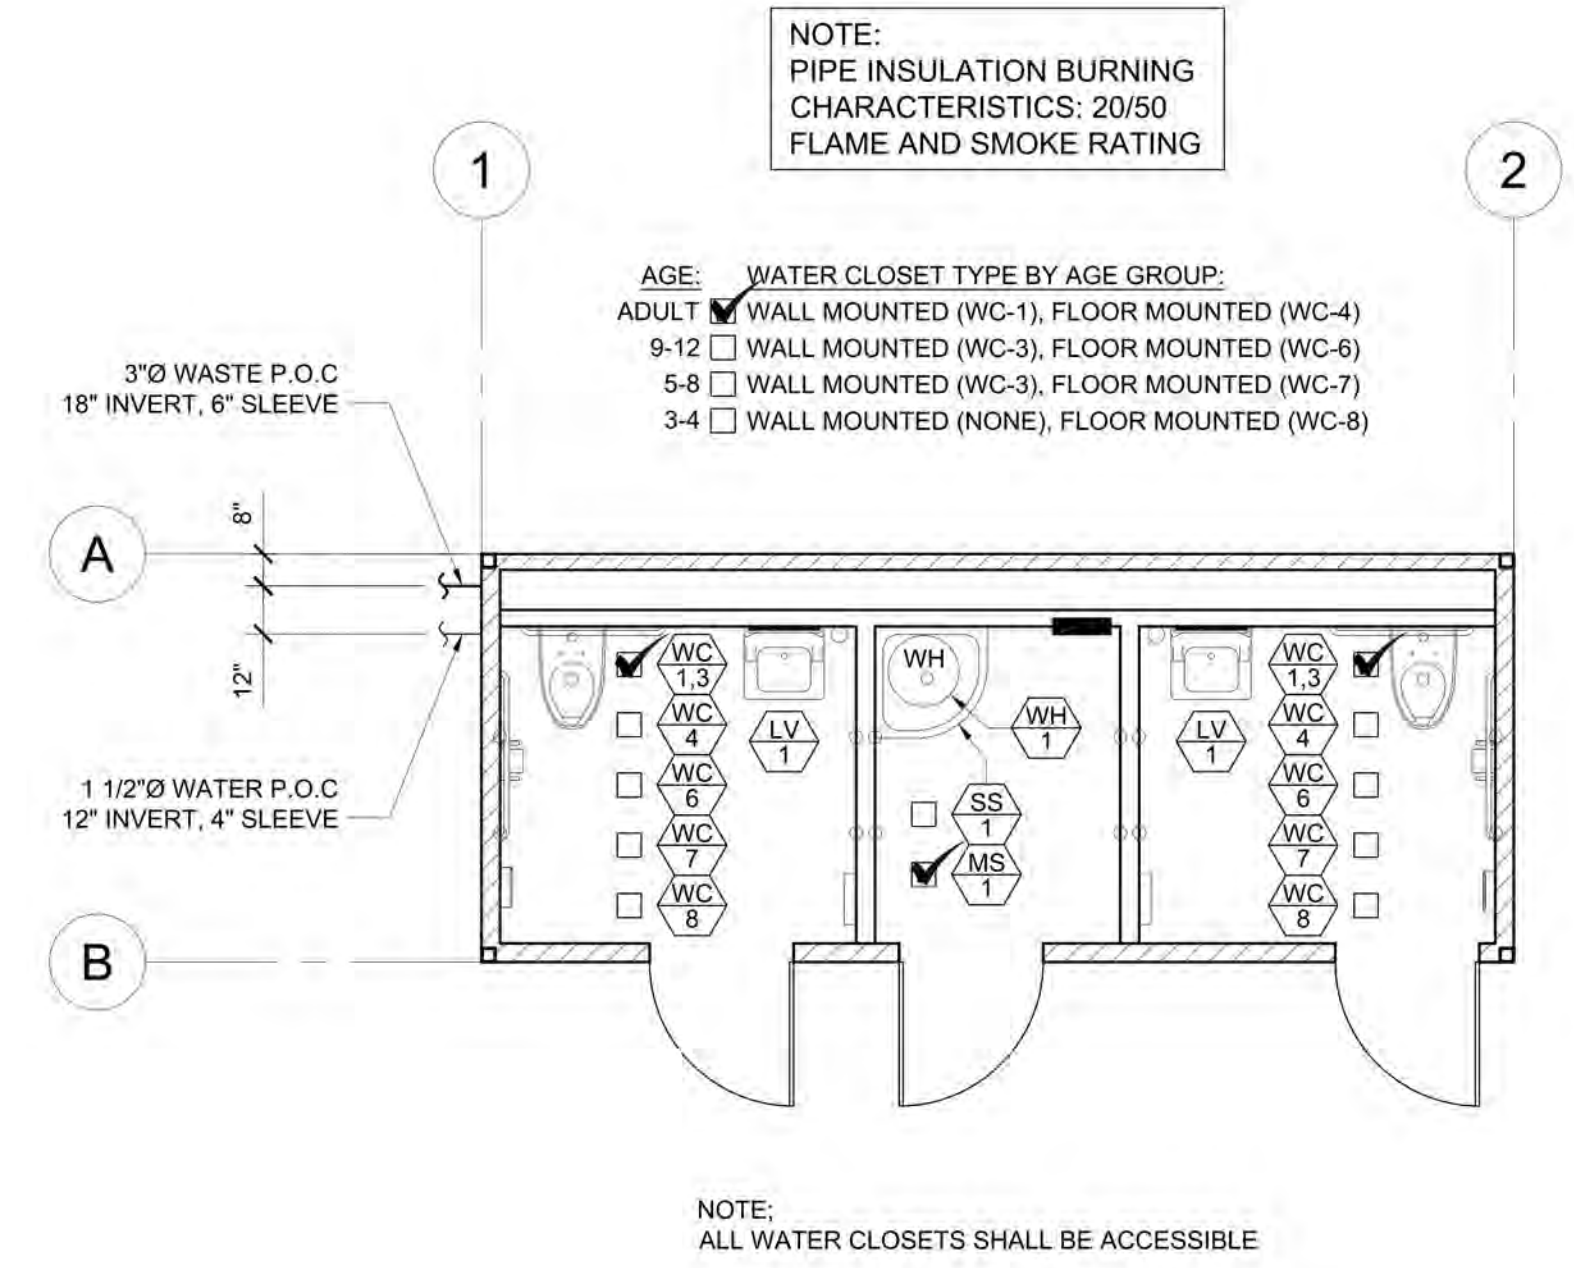 NOTE:
PIPE INSULATION BURNING
CHARACTERISTICS: 20/50
FLAME AND SMOKE RATING
1
2
AGE: WATER CLOSET TYPE BY AGE GROUP:
ADULT WALL MOUNTED (WC-1), FLOOR MOUNTED (WC-4)
9-12 WALL MOUNTED (WC-3), FLOOR MOUNTED (WC-6)
5-8 WALL MOUNTED (WC-3), FLOOR MOUNTED (WC-7)
3-4 WALL MOUNTED (NONE), FLOOR MOUNTED (WC-8)
3"Ø WASTE P.O.C
18" INVERT, 6" SLEEVE
8"
A
12"
1 1/2"Ø WATER P.O.C
12" INVERT, 4" SLEEVE
B
WC
1,3
WC
4
WC
6
WC
7
WC
8
LV
1
WH
WH
1
SS
1
MS
1
LV
1
WC
1,3
WC
4
WC
6
WC
7
WC
8
NOTE;
ALL WATER CLOSETS SHALL BE ACCESSIBLE